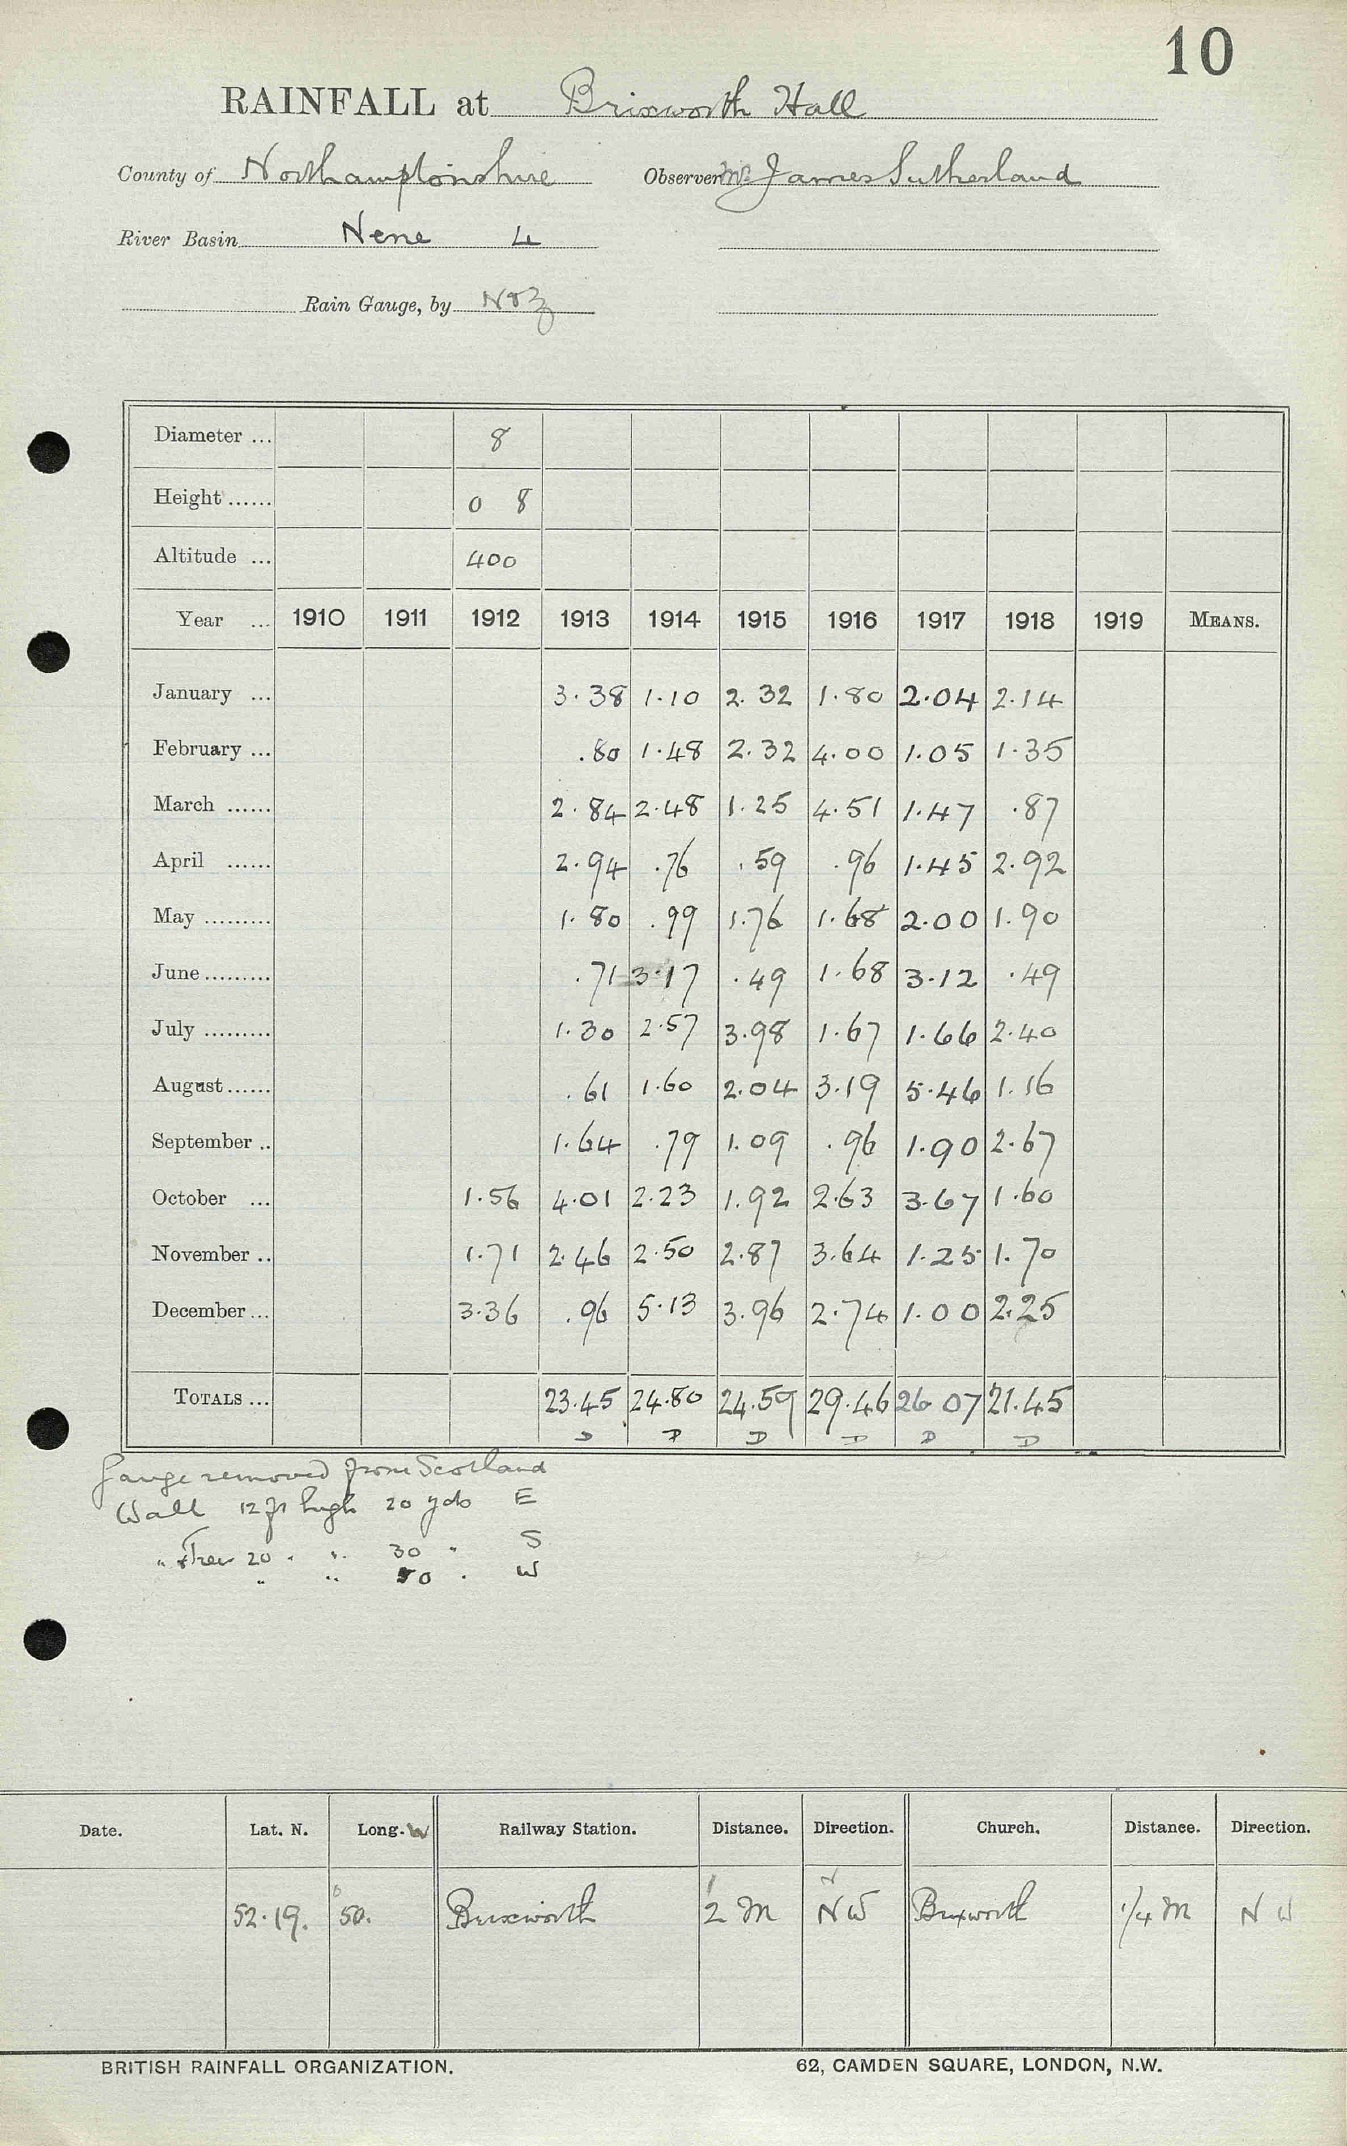 10
RAINFALL at Brixworth Hall
County of Northamptonshire Observer Mr James Sutherland
River Basin Nene 4
Rain Gauge, by N&Z
Diameter ... 8
Height ...... 0 8
Altitude ... 400
Year ... 1910 1911 1912 1913 1914 1915 1916 1917 1918 1919 MEANS.
January ... 3.38 1.10 2.32 1.80 2.04 2.14
February ... .80 1.48 2.32 4.00 1.05 1.35
March ...... 2.84 2.48 1.25 4.51 1.47 .87
April ...... 2.94 .76 .59 .96 1.45 2.92
May ......... 1.80 .99 1.76 1.68 2.00 1.90
June ......... .71 3.17 .49 1.68 3.12 .49
July ......... 1.30 2.57 3.98 1.67 1.66 2.40
August ...... .61 1.60 2.04 3.19 5.46 1.16
September .. 1.64 .79 1.09 .96 1.90 2.67
October ... 1.56 4.01 2.23 1.92 2.63 3.67 1.60
November .. 1.71 2.46 2.50 2.87 3.64 1.25 1.70
December ... 3.36 .96 5.13 3.96 2.74 1.00 2.25
TOTALS ... 23.45 24.80 24.59 29.46 26 07 21.45
D D D D D D
Gauge removed from Scotland
Wall 12 ft high 20 yds E
" & Trees 20 " " 30 " S
" " 50 " W
Date. Lat. N. Long. W Railway Station. Distance. Direction. Church. Distance. Direction.
52.19. 0 50. Brixworth 1/2 M NW Brixworth 1/4 M N W
BRITISH RAINFALL ORGANIZATION. 62, CAMDEN SQUARE, LONDON, N.W.